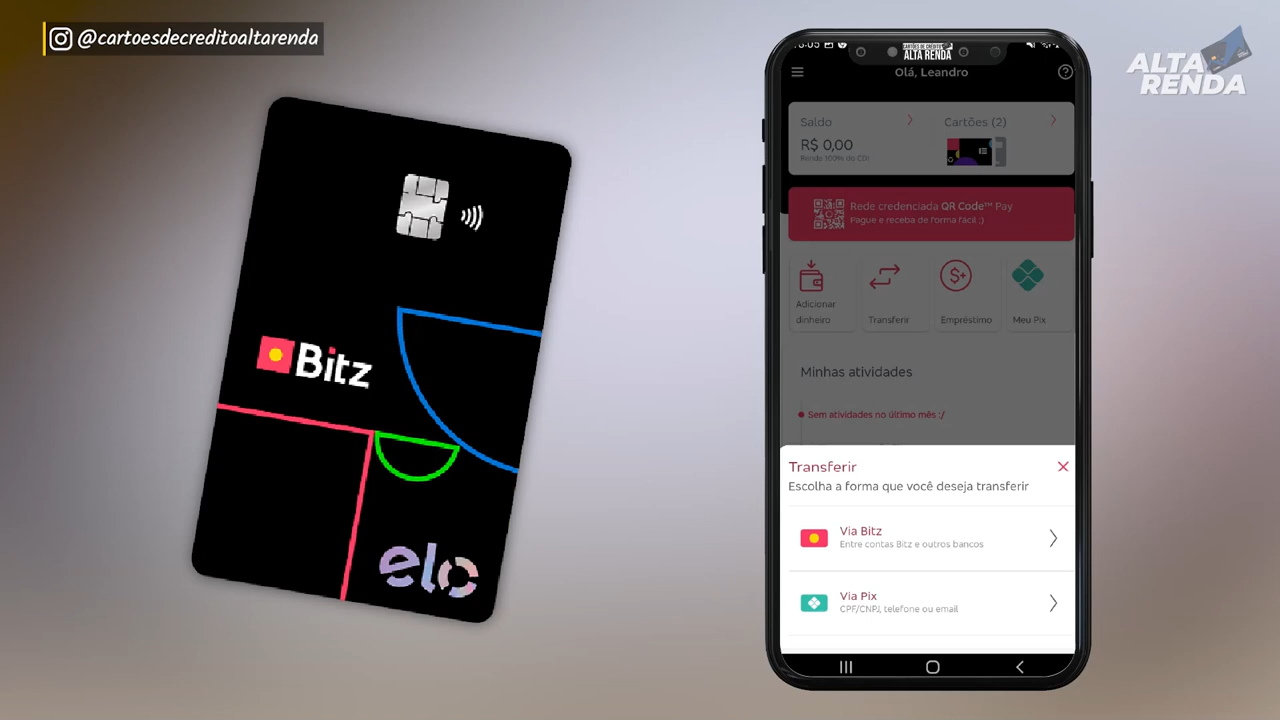 @cartoesdecreditoaltarenda
ALTA
RENDA
Bitz
elo
CARTÕES DE CRÉDITO
ALTA RENDA
Olá, Leandro
Saldo
R$ 0,00
Rende 100% do CDI
Cartões (2)
Rede credenciada QR Code™ Pay
Pague e receba de forma fácil ;)
Adicionar
dinheiro
Transferir
Empréstimo
Meu Pix
Minhas atividades
Sem atividades no último mês :/
Transferir
Escolha a forma que você deseja transferir
Via Bitz
Entre contas Bitz e outros bancos
Via Pix
CPF/CNPJ, telefone ou email